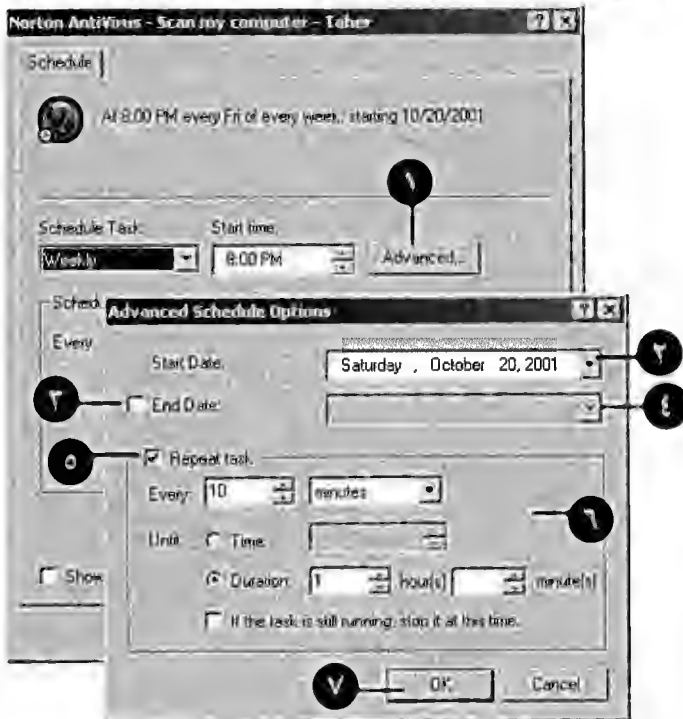 Norton AntiVirus - Scan my computer - Taher
Schedule
At 8:00 PM every Fri of every week, starting 10/20/2001
١
Schedule Task:
Start time:
Weekly
8:00 PM
Advanced...
Sched
Advanced Schedule Options
Every
Start Date:
Saturday , October 20, 2001
٢
٣
End Date:
٤
٥
Repeat task
Every:
10
minutes
٦
Until:
Time:
Duration:
1
hour(s)
minute(s)
If the task is still running, stop it at this time.
Show
٧
OK
Cancel